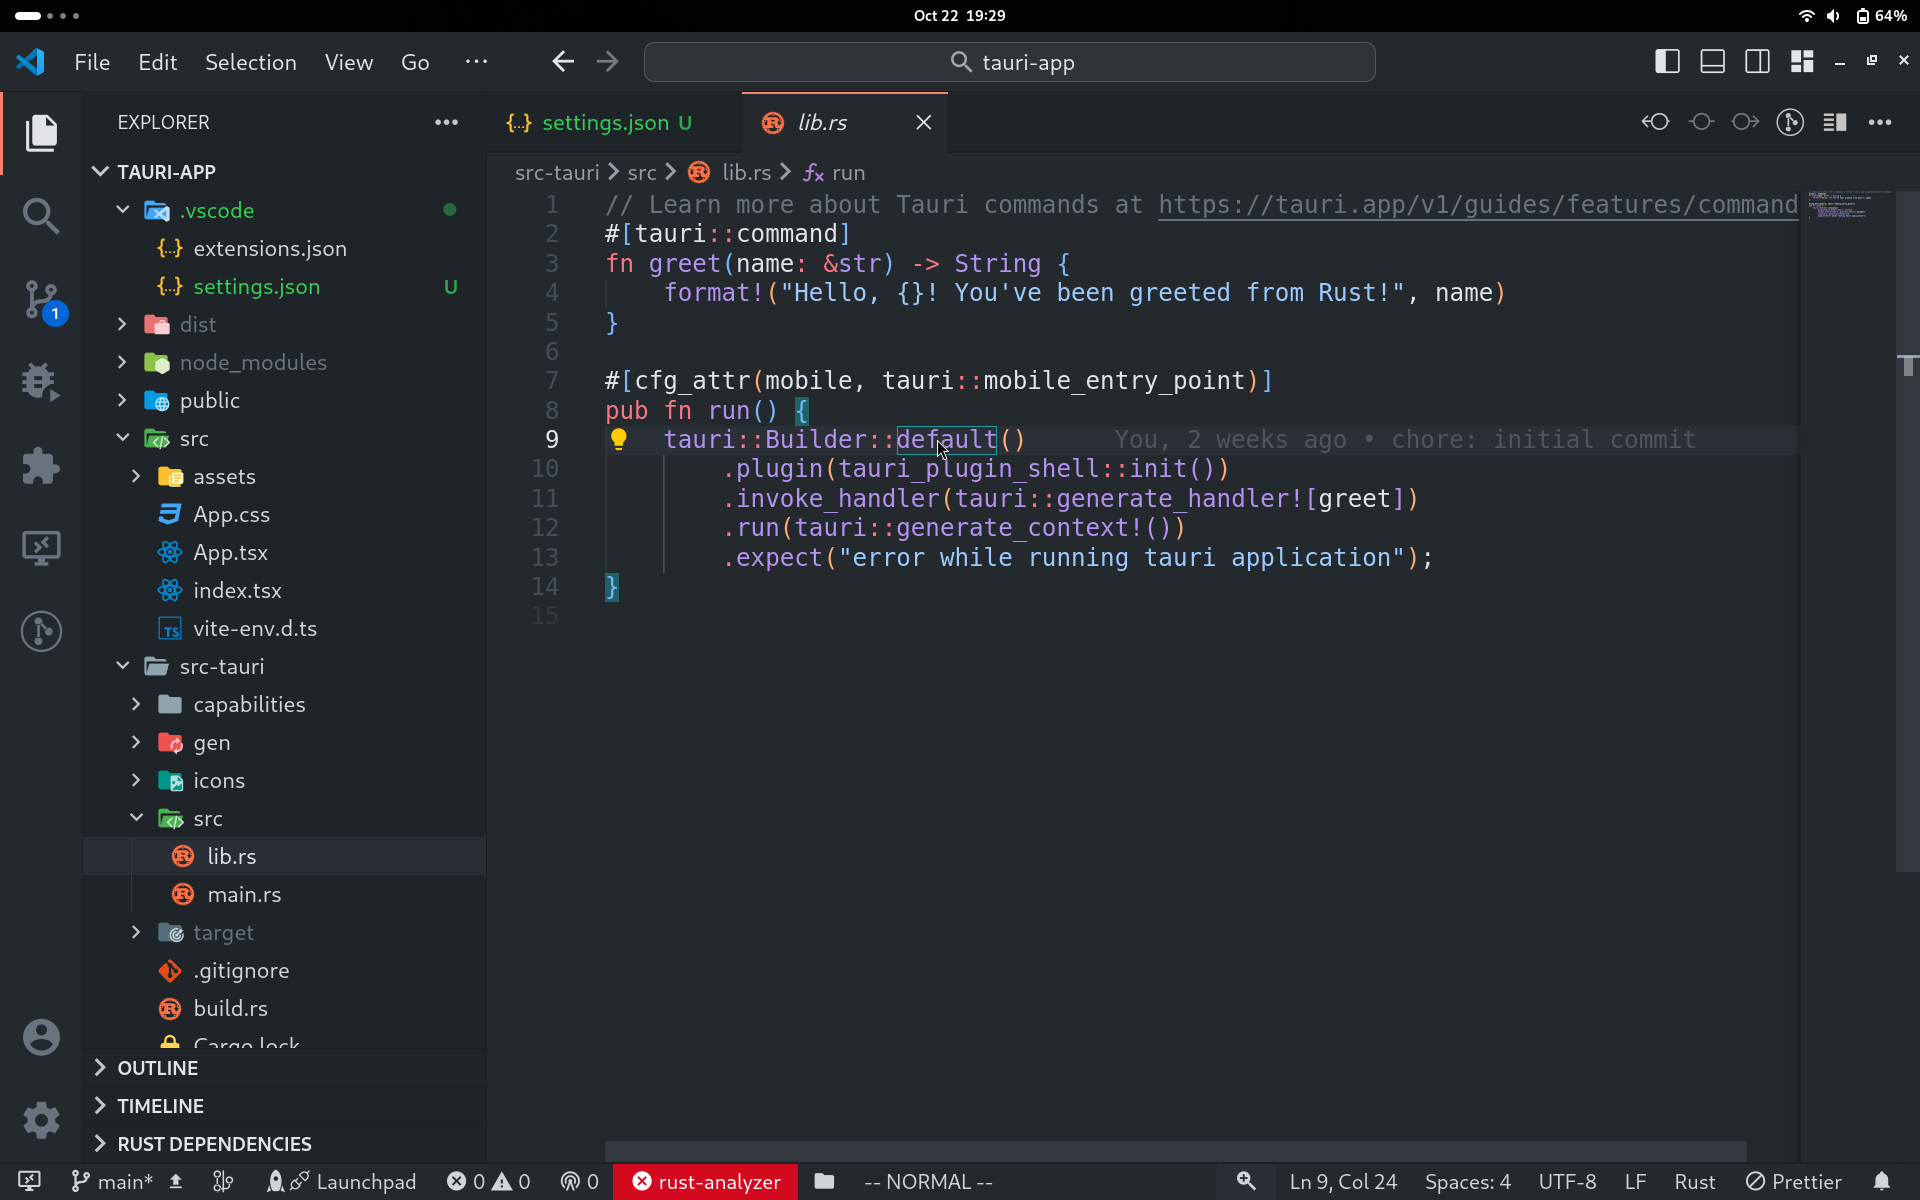 Oct 22 19:29
64%
File Edit Selection View Go
tauri-app
EXPLORER
TAURI-APP
.vscode
extensions.json
settings.json U
dist
node_modules
public
src
assets
App.css
App.tsx
index.tsx
TS vite-env.d.ts
src-tauri
capabilities
gen
icons
src
lib.rs
main.rs
target
.gitignore
build.rs
Cargo.lock
OUTLINE
TIMELINE
RUST DEPENDENCIES
1
settings.json U
lib.rs
src-tauri > src > lib.rs > run
1 // Learn more about Tauri commands at https://tauri.app/v1/guides/features/command
2 #[tauri::command]
3 fn greet(name: &str) -> String {
4 format!("Hello, {}! You've been greeted from Rust!", name)
5 }
6
7 #[cfg_attr(mobile, tauri::mobile_entry_point)]
8 pub fn run() {
9 tauri::Builder::default() You, 2 weeks ago • chore: initial commit
10 .plugin(tauri_plugin_shell::init())
11 .invoke_handler(tauri::generate_handler![greet])
12 .run(tauri::generate_context!())
13 .expect("error while running tauri application");
14 }
15
main* Launchpad 0 0 0 rust-analyzer -- NORMAL -- Ln 9, Col 24 Spaces: 4 UTF-8 LF Rust Prettier